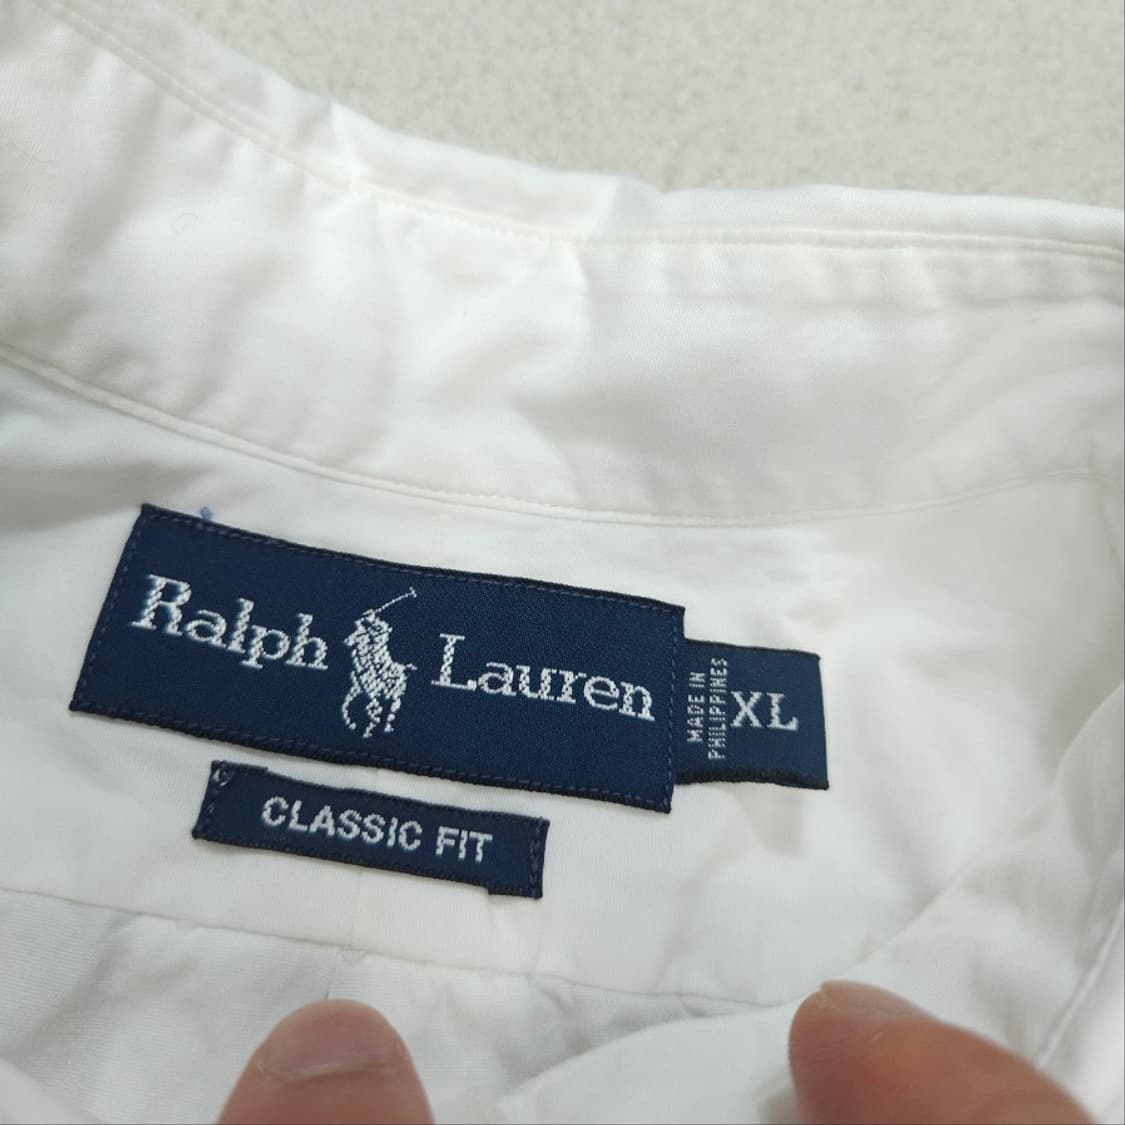 Ralph Lauren
MADE IN
PHILIPPINES
XL
CLASSIC FIT